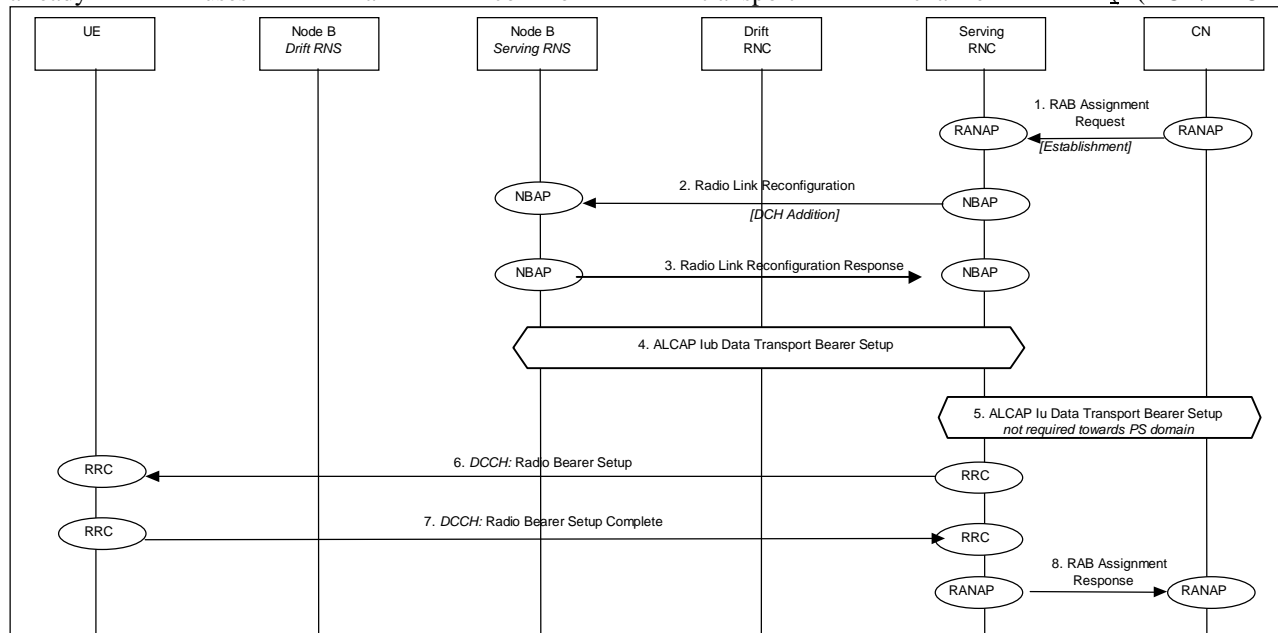 UE
Node B
Drift RNS
Node B
Serving RNS
Drift
RNC
Serving
RNC
CN
1. RAB Assignment
Request
RANAP
RANAP
[Establishment]
2. Radio Link Reconfiguration
NBAP
NBAP
[DCH Addition]
3. Radio Link Reconfiguration Response
NBAP
NBAP
4. ALCAP Iub Data Transport Bearer Setup
5. ALCAP Iu Data Transport Bearer Setup
not required towards PS domain
6. DCCH: Radio Bearer Setup
RRC
RRC
7. DCCH: Radio Bearer Setup Complete
RRC
RRC
8. RAB Assignment
Response
RANAP
RANAP